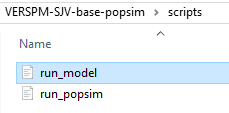 VERSPM-SJV-base-popsim > scripts
Name
run_model
run_popsim